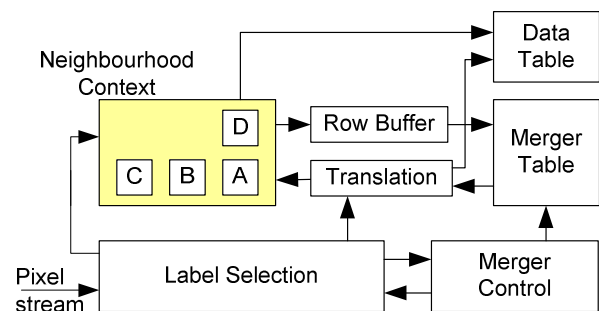 Neighbourhood
Context
Data
Table
D
Row Buffer
Merger
Table
C
B
A
Translation
Pixel
stream
Label Selection
Merger
Control